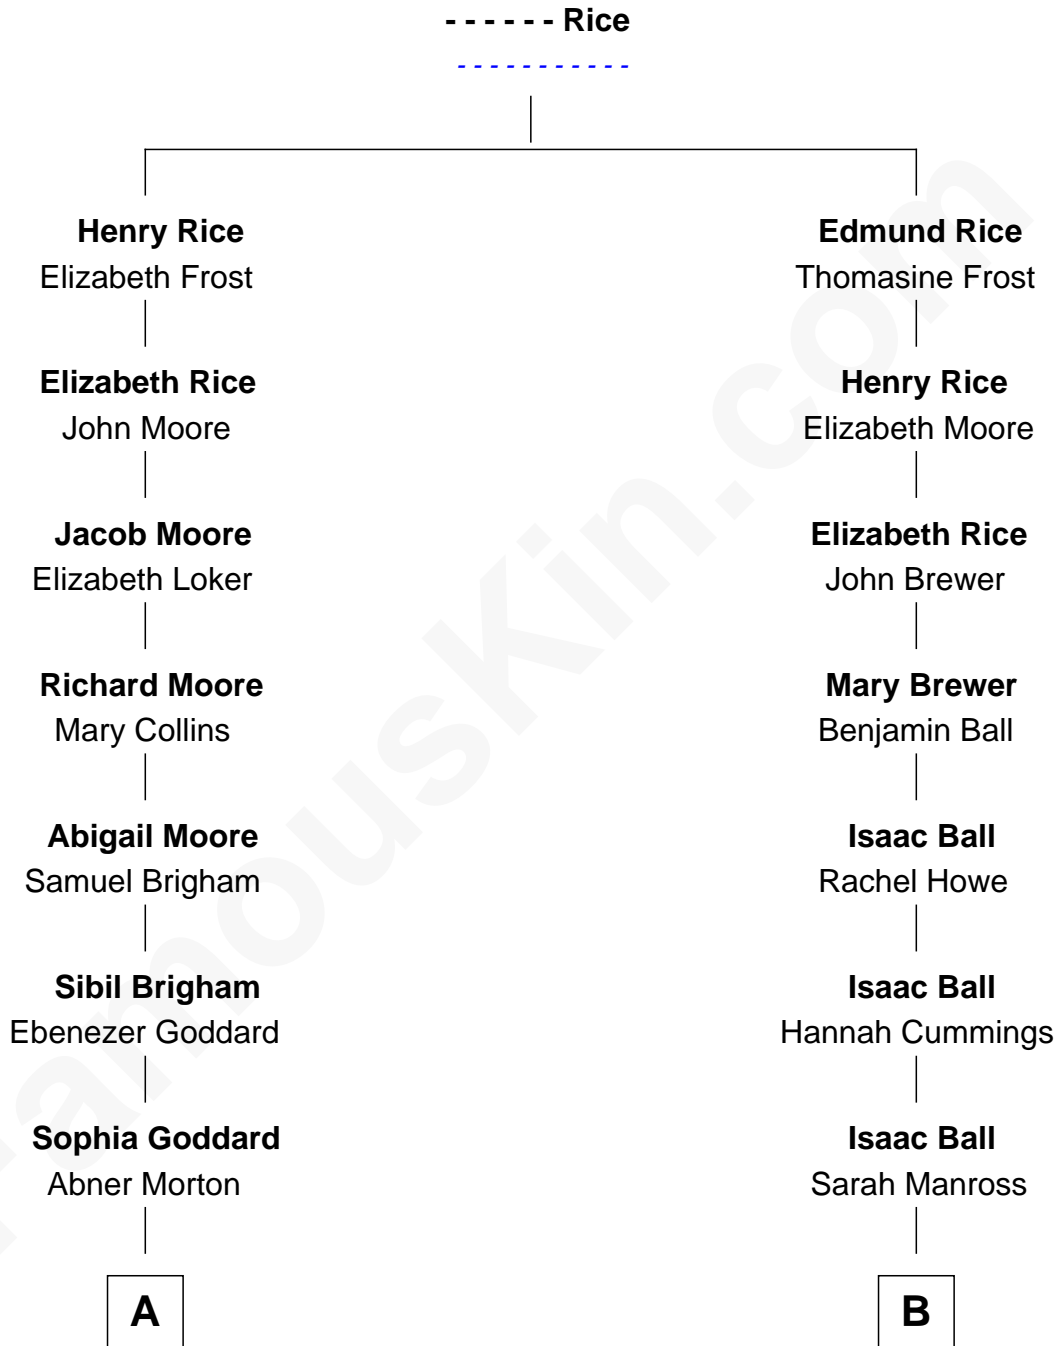 - - - - - - Rice
- - - - - - - - - - -
Henry Rice
Elizabeth Frost
Edmund Rice
Thomasine Frost
Elizabeth Rice
John Moore
Henry Rice
Elizabeth Moore
Jacob Moore
Elizabeth Loker
Elizabeth Rice
John Brewer
Richard Moore
Mary Collins
Mary Brewer
Benjamin Ball
Abigail Moore
Samuel Brigham
Isaac Ball
Rachel Howe
Sibil Brigham
Ebenezer Goddard
Isaac Ball
Hannah Cummings
Sophia Goddard
Abner Morton
Isaac Ball
Sarah Manross
A
B
FamousKin.com